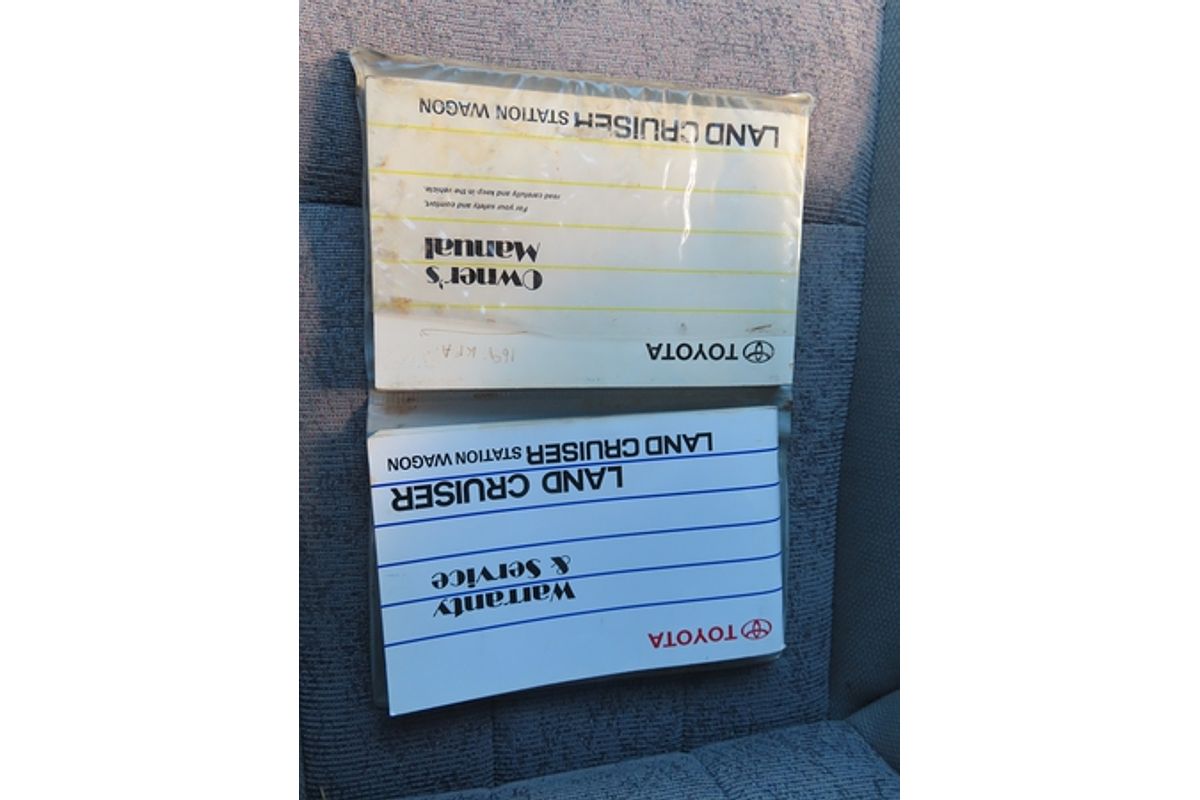 TOYOTA
Warranty
& Service
LAND CRUISER
LAND CRUISER STATION WAGON
TOYOTA
Owner's
Manual
For your safety and comfort,
read carefully and keep in the vehicle.
LAND CRUISER STATION WAGON